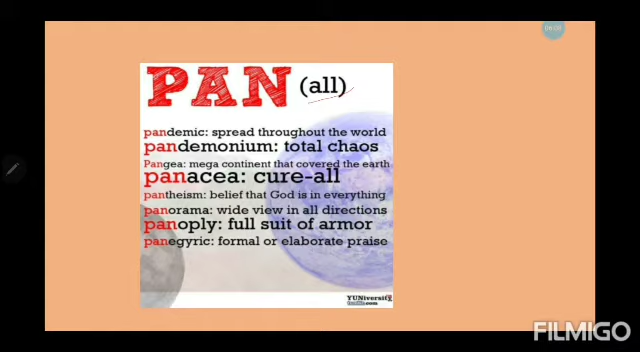 PAN (all)
pandemic: spread throughout the world
pandemonium: total chaos
Pangea: mega continent that covered the earth
panacea: cure-all
pantheism: belief that God is in everything
panorama: wide view in all directions
panoply: full suit of armor
panegyric: formal or elaborate praise
YUNiversity
FILMIGO